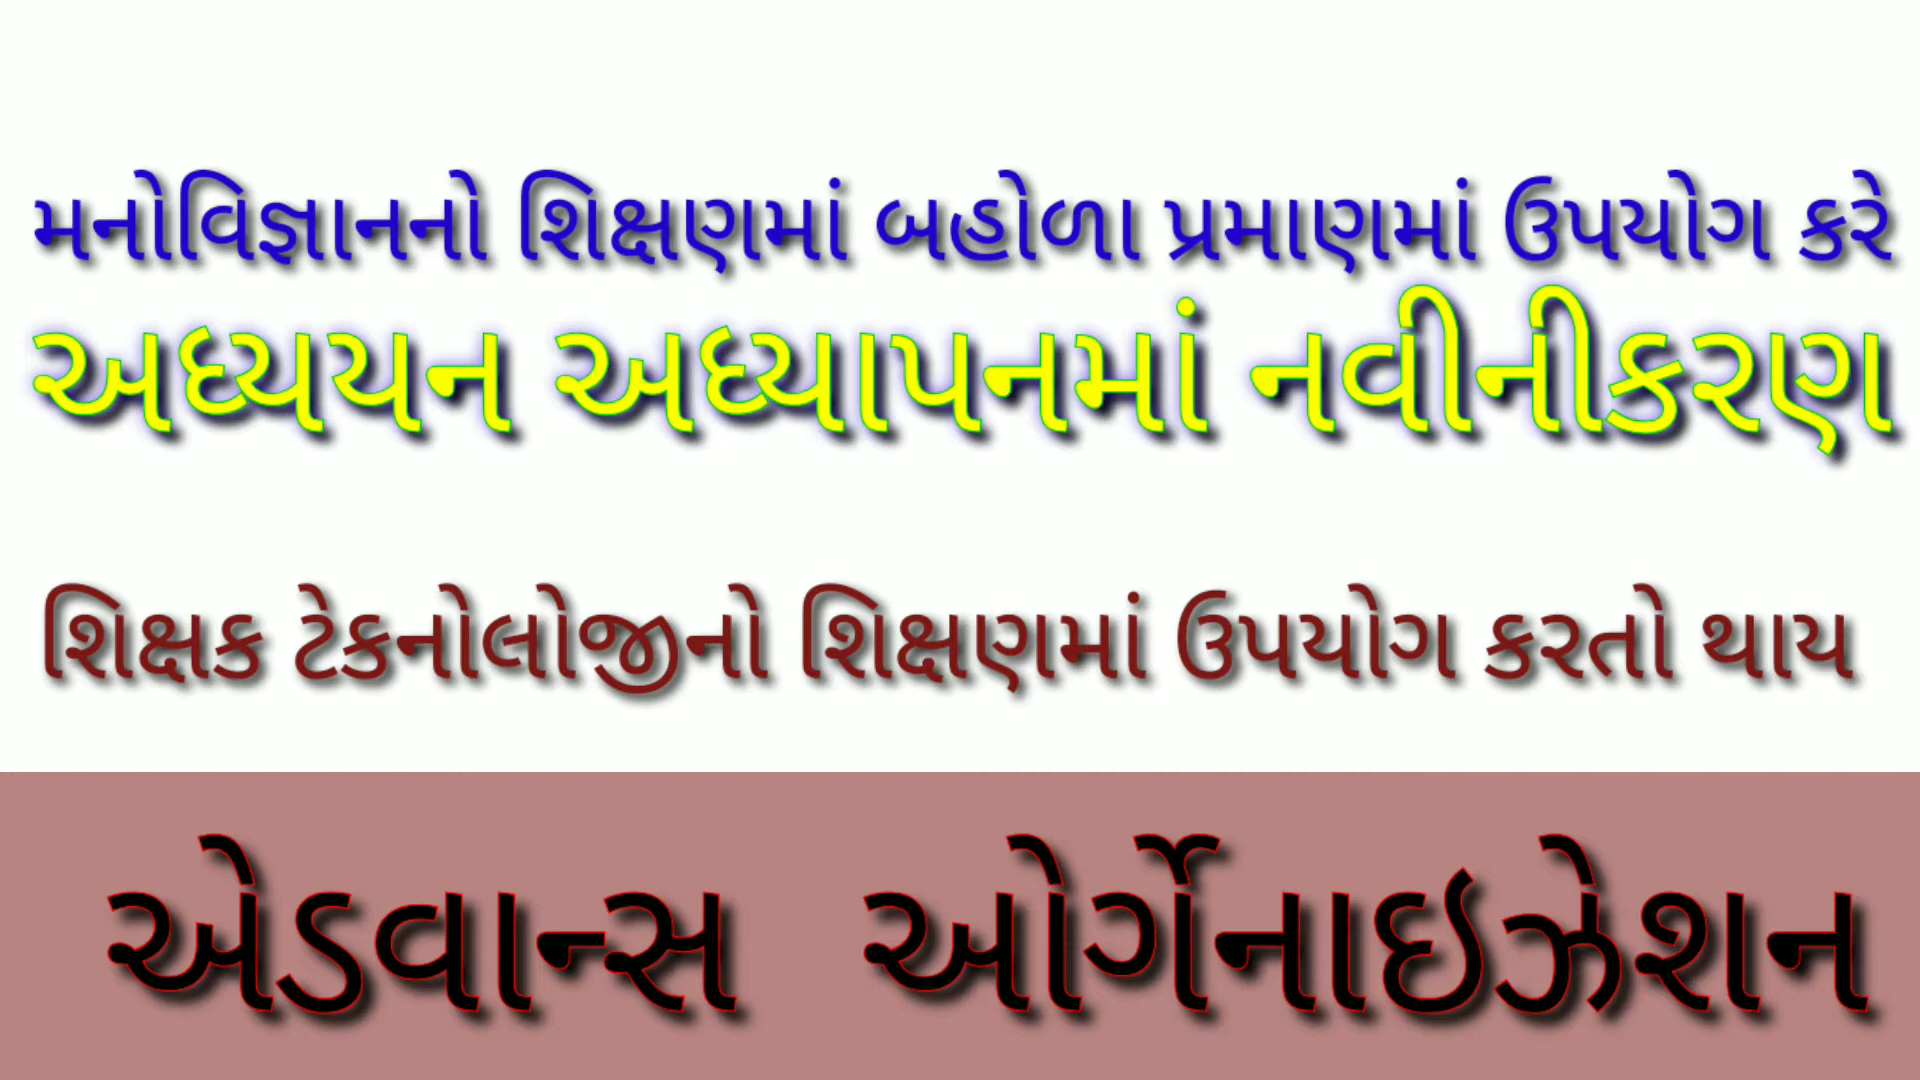 મનોવિજ્ઞાનનો શિક્ષણમાં બહોળા પ્રમાણમાં ઉપયોગ કરે
અધ્યયન અધ્યાપનમાં નવીનીકરણ
શિક્ષક ટેકનોલોજીનો શિક્ષણમાં ઉપયોગ કરતો થાય
એડવાન્સ ઓર્ગેનાઇઝેશન